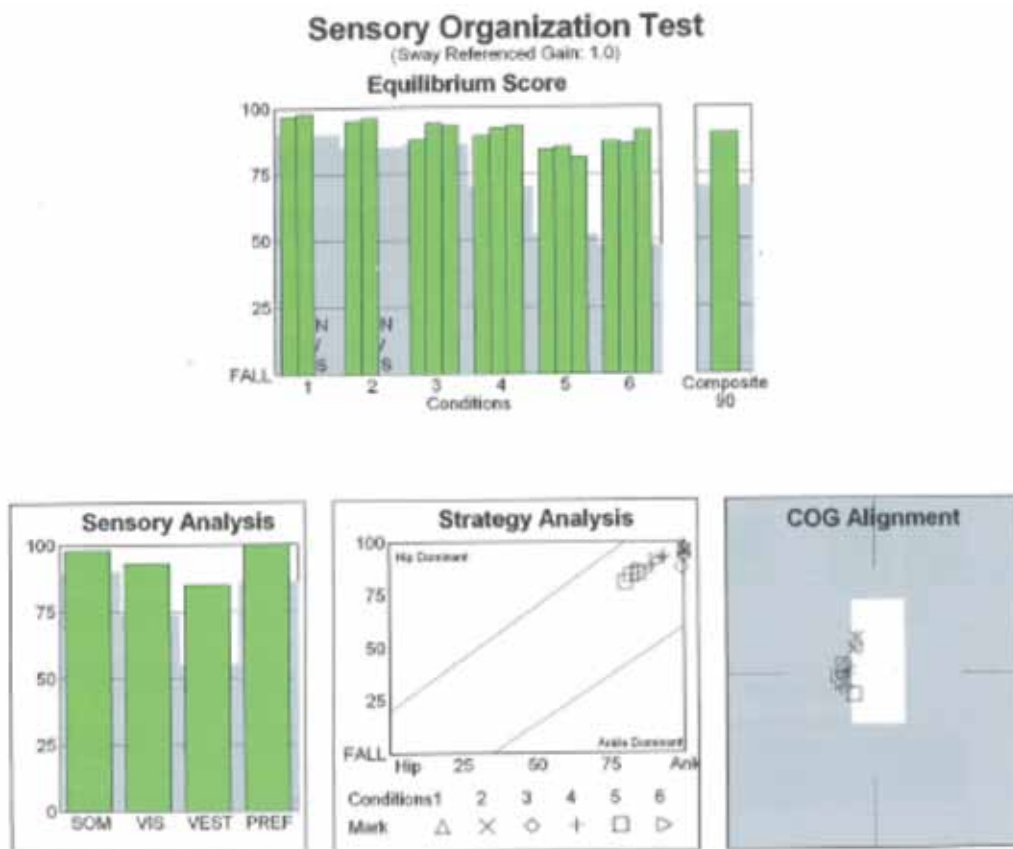 Sensory Organization Test
(Sway Referenced Gain: 1.0)
Equilibrium Score
100
75
50
25
FALL
N/S
N/S
1 2 3 4 5 6
Conditions
Composite
90
Sensory Analysis
100
75
50
25
0
SOM VIS VEST PREF
Strategy Analysis
100
Hip Dominant
75
50
25
FALL
Ankle Dominant
Hip 25 50 75 Ank
Conditions1 2 3 4 5 6
Mark
COG Alignment